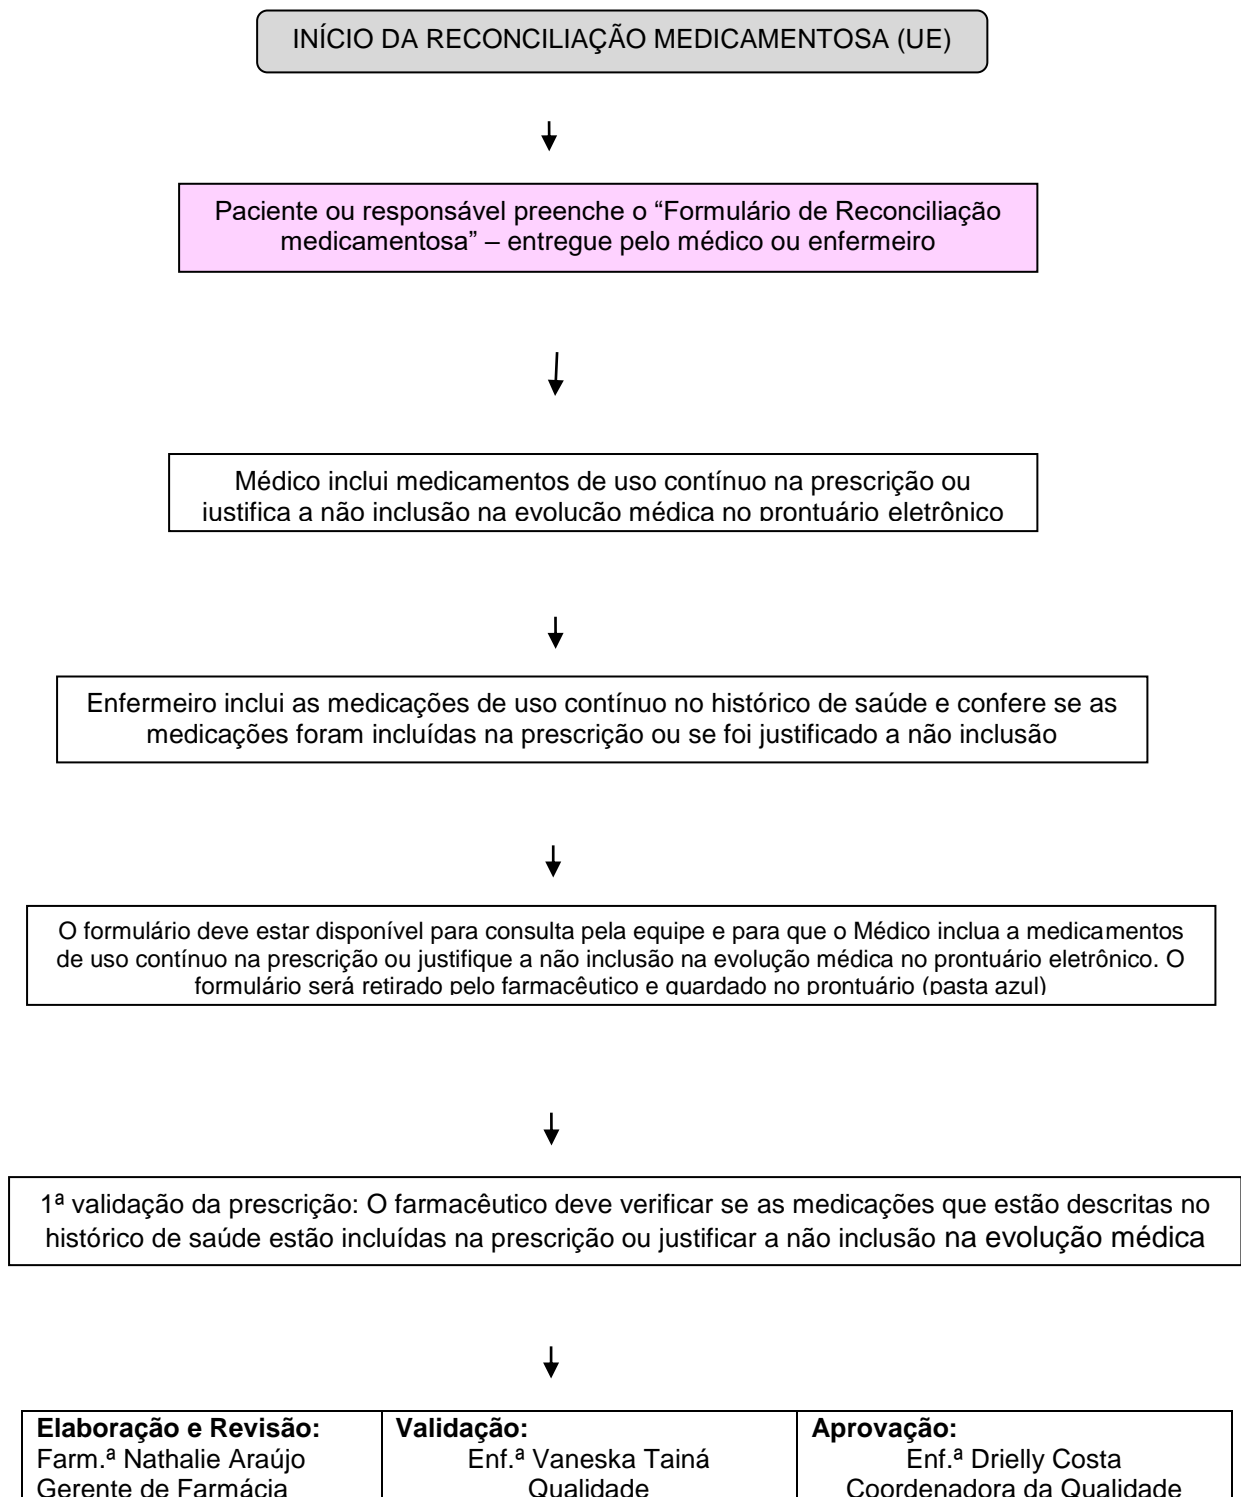 INÍCIO DA RECONCILIAÇÃO MEDICAMENTOSA (UE)
Paciente ou responsável preenche o “Formulário de Reconciliação
medicamentosa” – entregue pelo médico ou enfermeiro
Médico inclui medicamentos de uso contínuo na prescrição ou
justifica a não inclusão na evolução médica no prontuário eletrônico
Enfermeiro inclui as medicações de uso contínuo no histórico de saúde e confere se as
medicações foram incluídas na prescrição ou se foi justificado a não inclusão
O formulário deve estar disponível para consulta pela equipe e para que o Médico inclua a medicamentos
de uso contínuo na prescrição ou justifique a não inclusão na evolução médica no prontuário eletrônico. O
formulário será retirado pelo farmacêutico e guardado no prontuário (pasta azul)
1ª validação da prescrição: O farmacêutico deve verificar se as medicações que estão descritas no
histórico de saúde estão incluídas na prescrição ou justificar a não inclusão na evolução médica
Elaboração e Revisão:
Farm.ª Nathalie Araújo
Gerente de Farmácia
Validação:
Enf.ª Vaneska Tainá
Qualidade
Aprovação:
Enf.ª Drielly Costa
Coordenadora da Qualidade